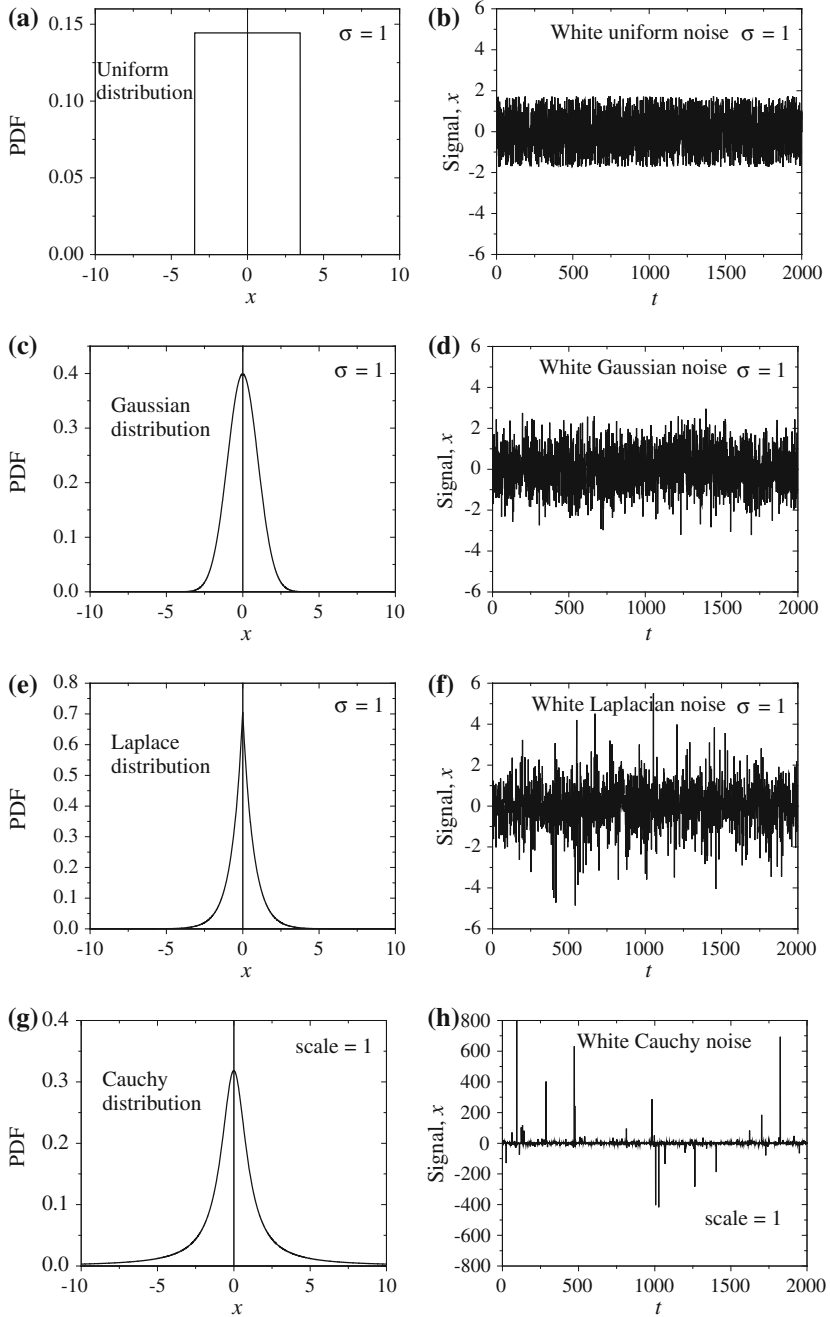 (a)
0.15
0.10
0.05
0.00
PDF
Uniform
distribution
σ = 1
-10
-5
0
5
10
x
(b)
6
4
2
0
-2
-4
-6
Signal, x
White uniform noise σ = 1
0
500
1000
1500
2000
t
(c)
0.4
0.3
0.2
0.1
0.0
PDF
Gaussian
distribution
σ = 1
-10
-5
0
5
10
x
(d)
6
4
2
0
-2
-4
-6
Signal, x
White Gaussian noise σ = 1
0
500
1000
1500
2000
t
(e)
0.8
0.7
0.6
0.5
0.4
0.3
0.2
0.1
0.0
PDF
Laplace
distribution
σ = 1
-10
-5
0
5
10
x
(f)
6
4
2
0
-2
-4
-6
Signal, x
White Laplacian noise σ = 1
0
500
1000
1500
2000
t
(g)
0.4
0.3
0.2
0.1
0.0
PDF
Cauchy
distribution
scale = 1
-10
-5
0
5
10
x
(h)
800
600
400
200
0
-200
-400
-600
-800
Signal, x
White Cauchy noise
scale = 1
0
500
1000
1500
2000
t